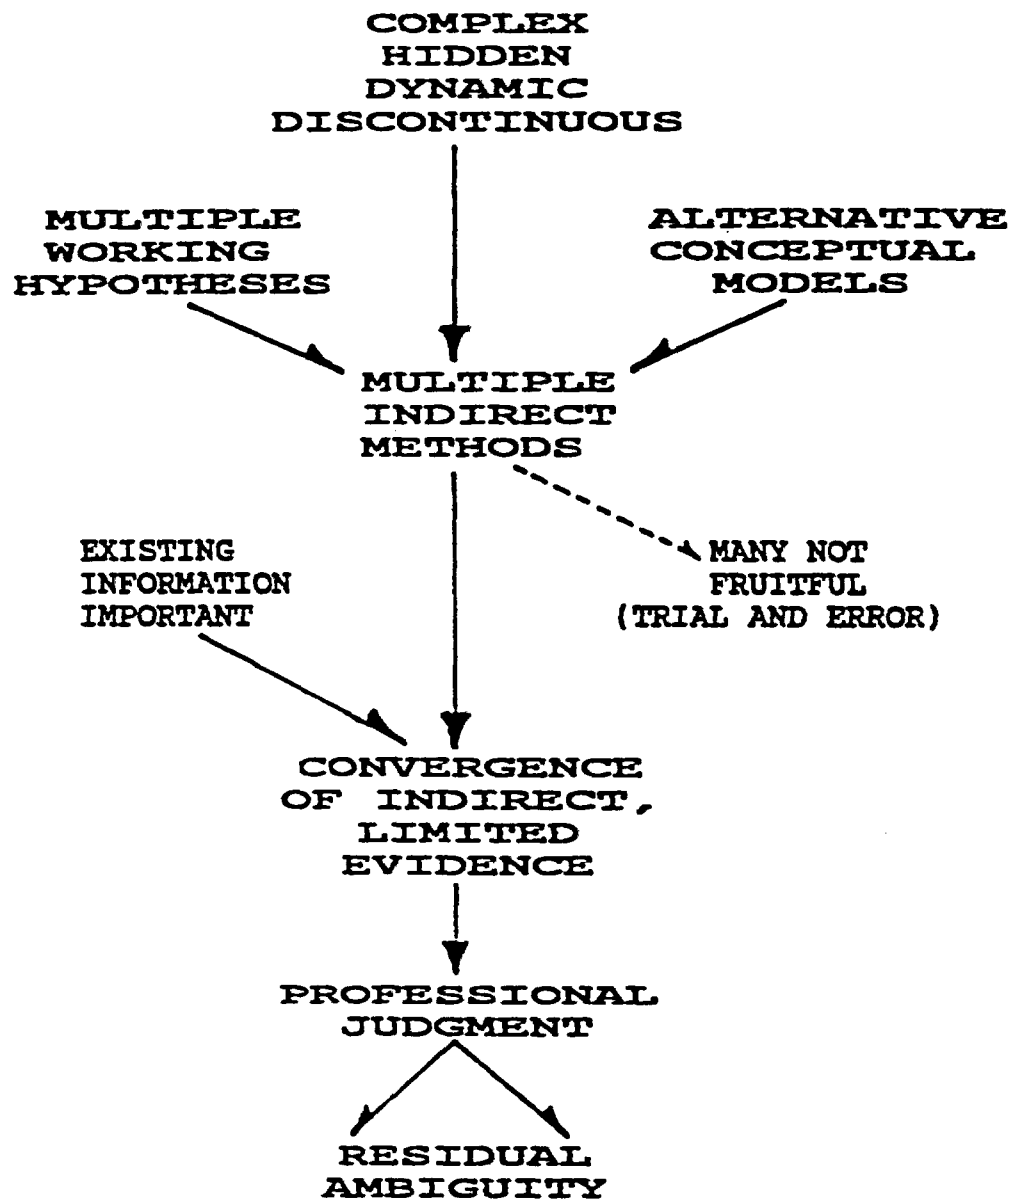 COMPLEX
HIDDEN
DYNAMIC
DISCONTINUOUS
MULTIPLE
WORKING
HYPOTHESES
ALTERNATIVE
CONCEPTUAL
MODELS
MULTIPLE
INDIRECT
METHODS
EXISTING
INFORMATION
IMPORTANT
MANY NOT
FRUITFUL
(TRIAL AND ERROR)
CONVERGENCE
OF INDIRECT,
LIMITED
EVIDENCE
PROFESSIONAL
JUDGMENT
RESIDUAL
AMBIGUITY